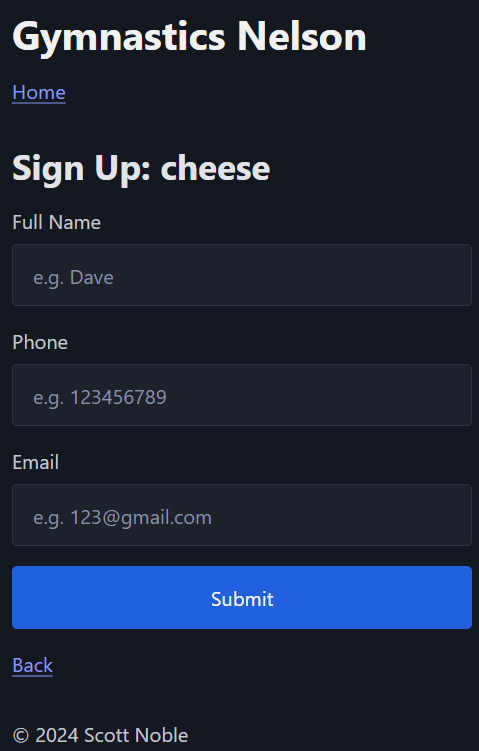 Gymnastics Nelson
Home
Sign Up: cheese
Full Name
e.g. Dave
Phone
e.g. 123456789
Email
e.g. 123@gmail.com
Submit
Back
© 2024 Scott Noble